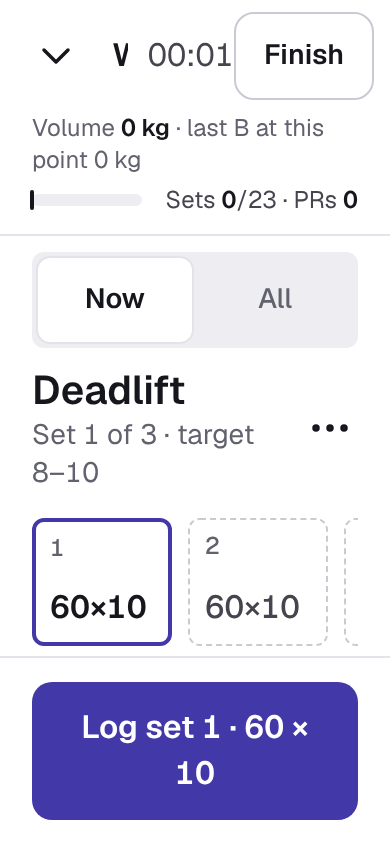 00:01 Finish
Volume 0 kg · last B at this
point 0 kg
Sets 0/23 · PRs 0
Now All
Deadlift
Set 1 of 3 · target
8–10
1 2
60×10 60×10
Log set 1 · 60 ×
10